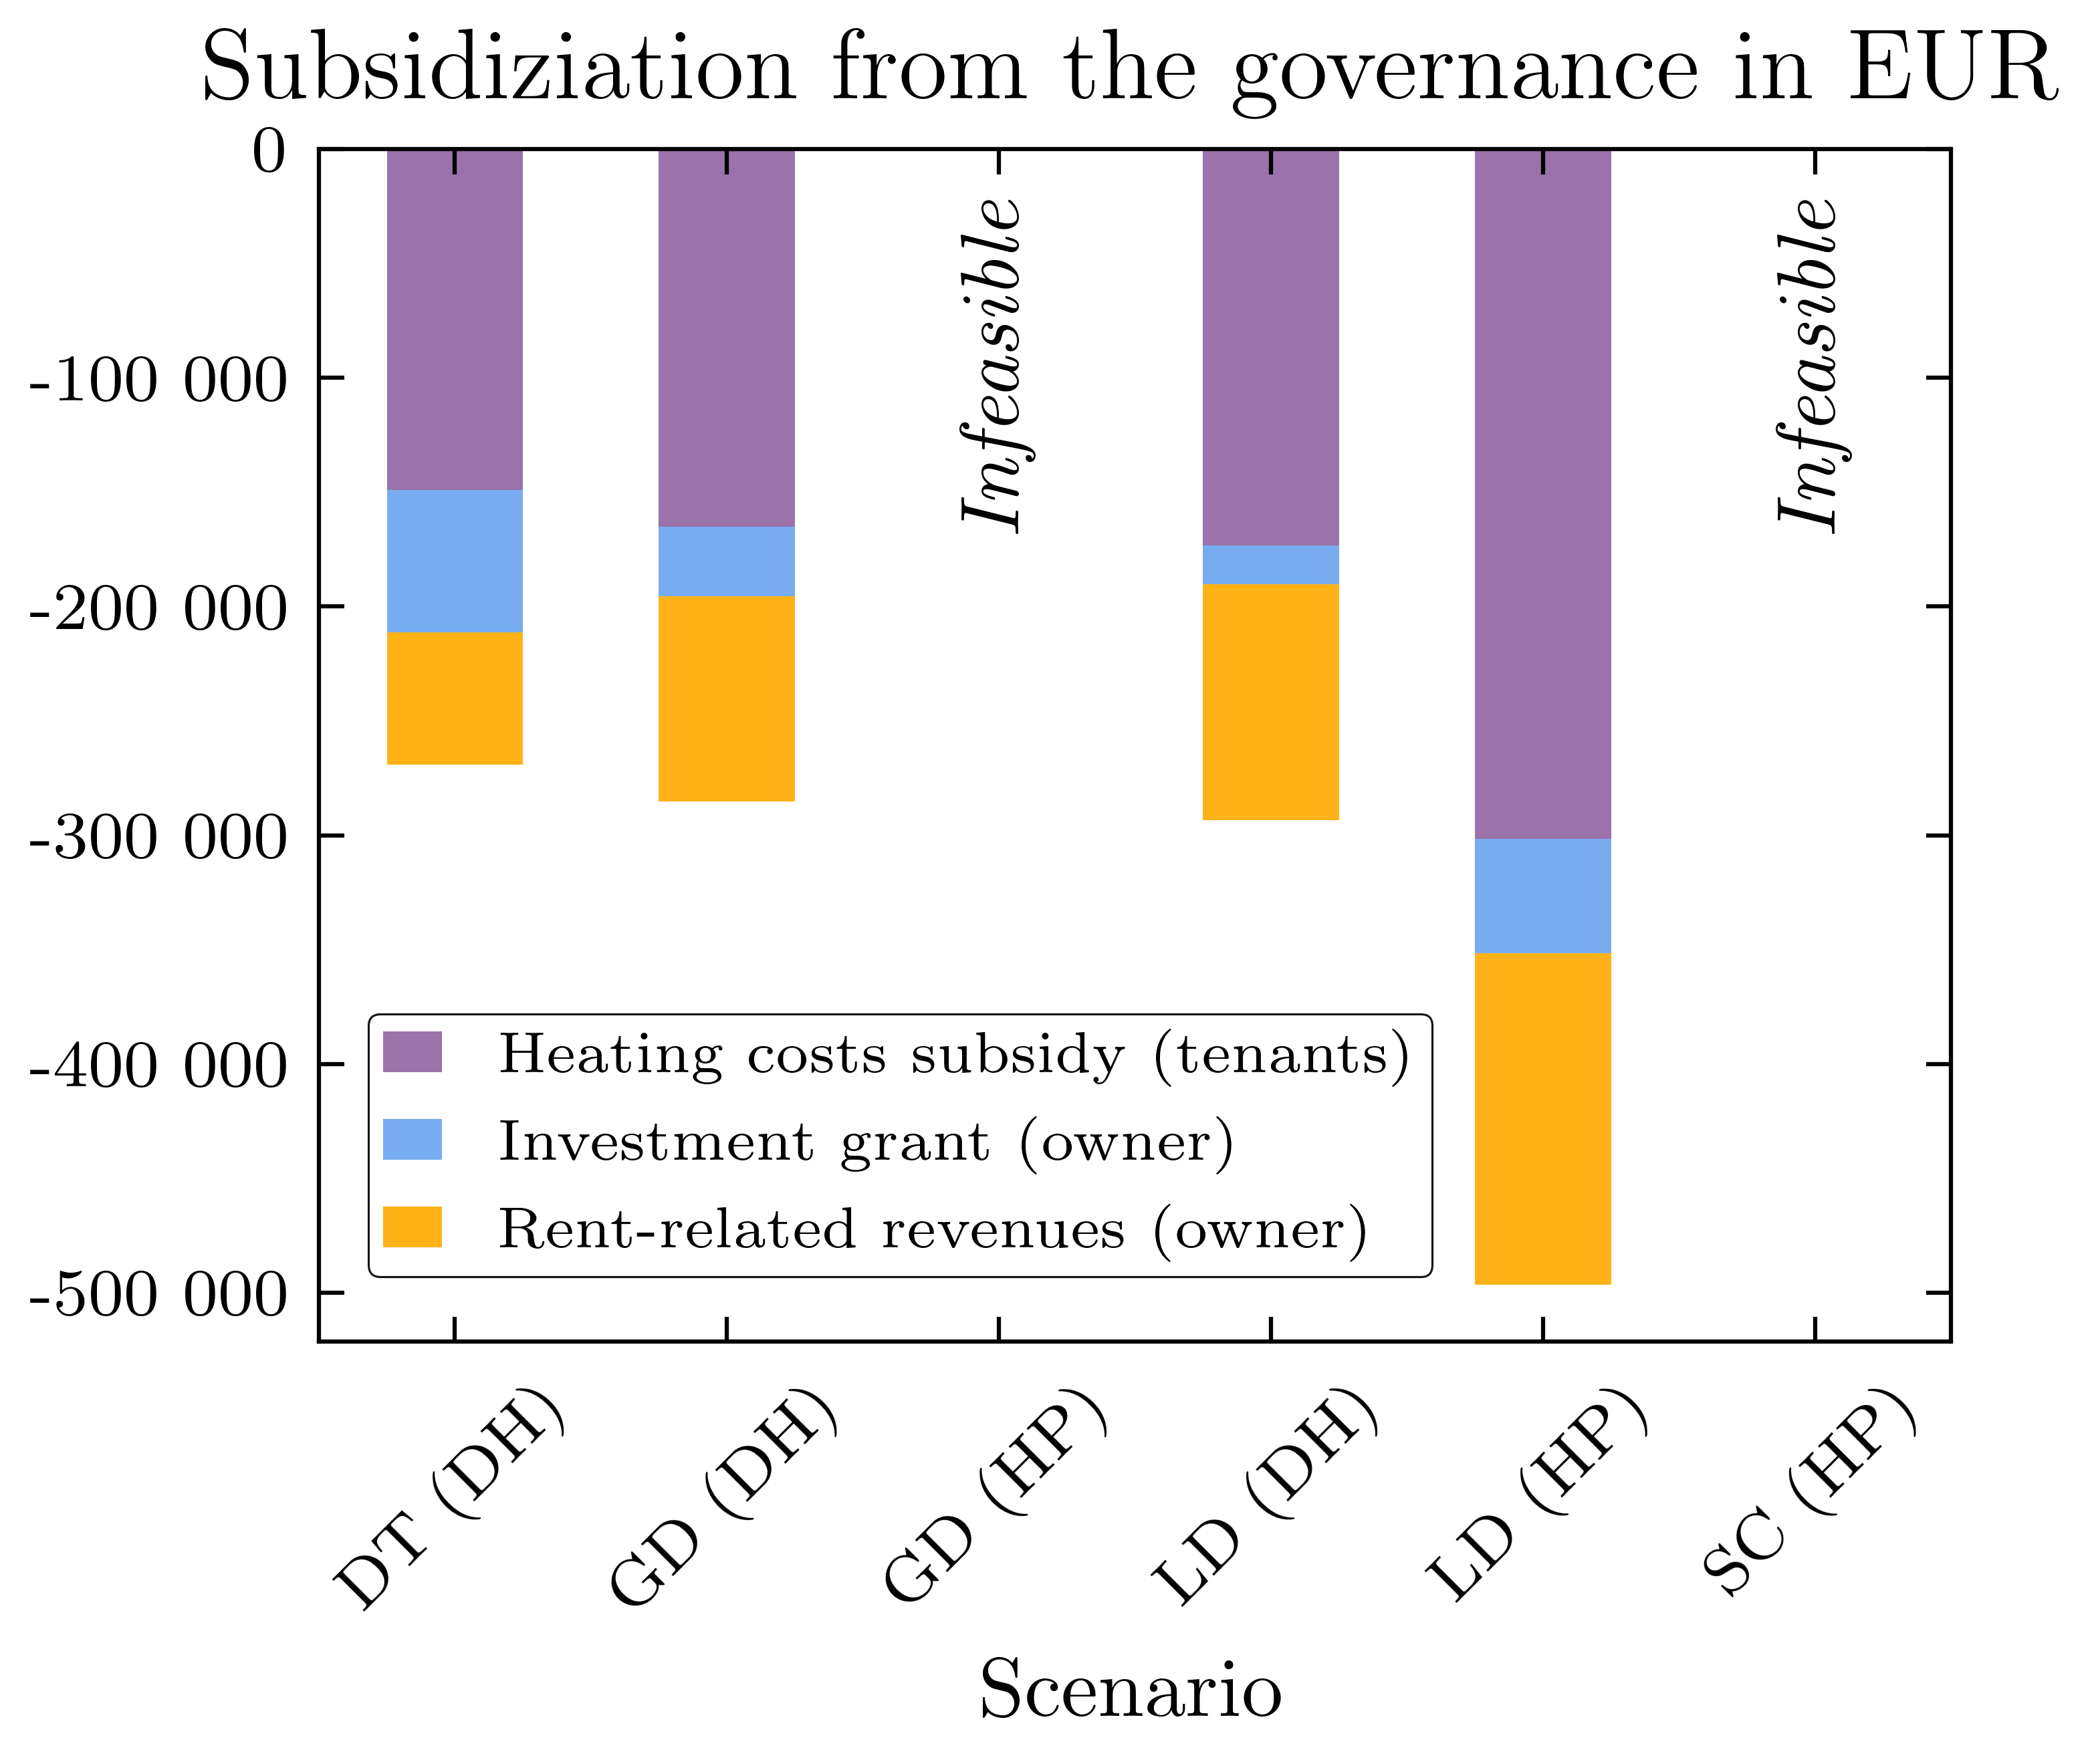 Subsidiziation from the governance in EUR
0
-100 000
-200 000
-300 000
-400 000
-500 000
Infeasible
Infeasible
Heating costs subsidy (tenants)
Investment grant (owner)
Rent-related revenues (owner)
DT (DH)
GD (DH)
GD (HP)
LD (DH)
LD (HP)
SC (HP)
Scenario